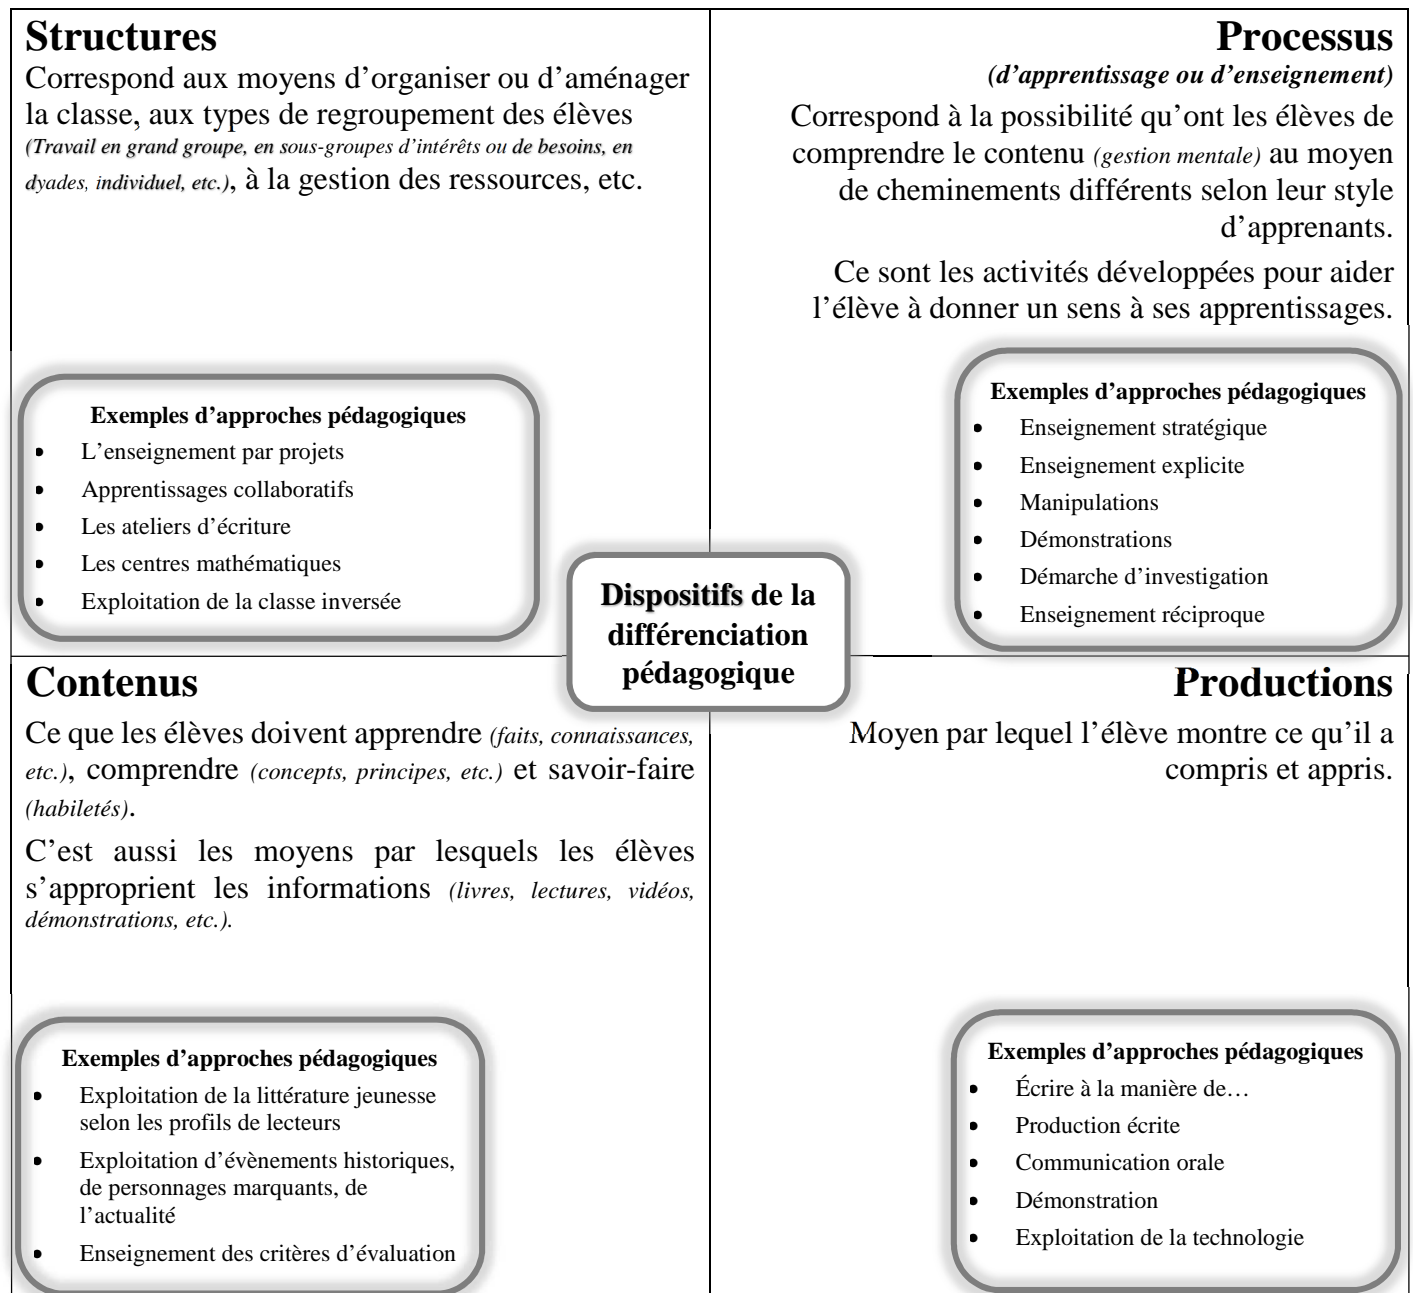 Structures
Correspond aux moyens d’organiser ou d’aménager
la classe, aux types de regroupement des élèves
(Travail en grand groupe, en sous-groupes d’intérêts ou de besoins, en
dyades, individuel, etc.), à la gestion des ressources, etc.
Exemples d’approches pédagogiques
• L’enseignement par projets
• Apprentissages collaboratifs
• Les ateliers d’écriture
• Les centres mathématiques
• Exploitation de la classe inversée
Processus
(d’apprentissage ou d’enseignement)
Correspond à la possibilité qu’ont les élèves de
comprendre le contenu (gestion mentale) au moyen
de cheminements différents selon leur style
d’apprenants.
Ce sont les activités développées pour aider
l’élève à donner un sens à ses apprentissages.
Exemples d’approches pédagogiques
• Enseignement stratégique
• Enseignement explicite
• Manipulations
• Démonstrations
• Démarche d’investigation
• Enseignement réciproque
Dispositifs de la
différenciation
pédagogique
Contenus
Ce que les élèves doivent apprendre (faits, connaissances,
etc.), comprendre (concepts, principes, etc.) et savoir-faire
(habiletés).
C’est aussi les moyens par lesquels les élèves
s’approprient les informations (livres, lectures, vidéos,
démonstrations, etc.).
Exemples d’approches pédagogiques
• Exploitation de la littérature jeunesse
selon les profils de lecteurs
• Exploitation d’évènements historiques,
de personnages marquants, de
l’actualité
• Enseignement des critères d’évaluation
Productions
Moyen par lequel l’élève montre ce qu’il a
compris et appris.
Exemples d’approches pédagogiques
• Écrire à la manière de…
• Production écrite
• Communication orale
• Démonstration
• Exploitation de la technologie